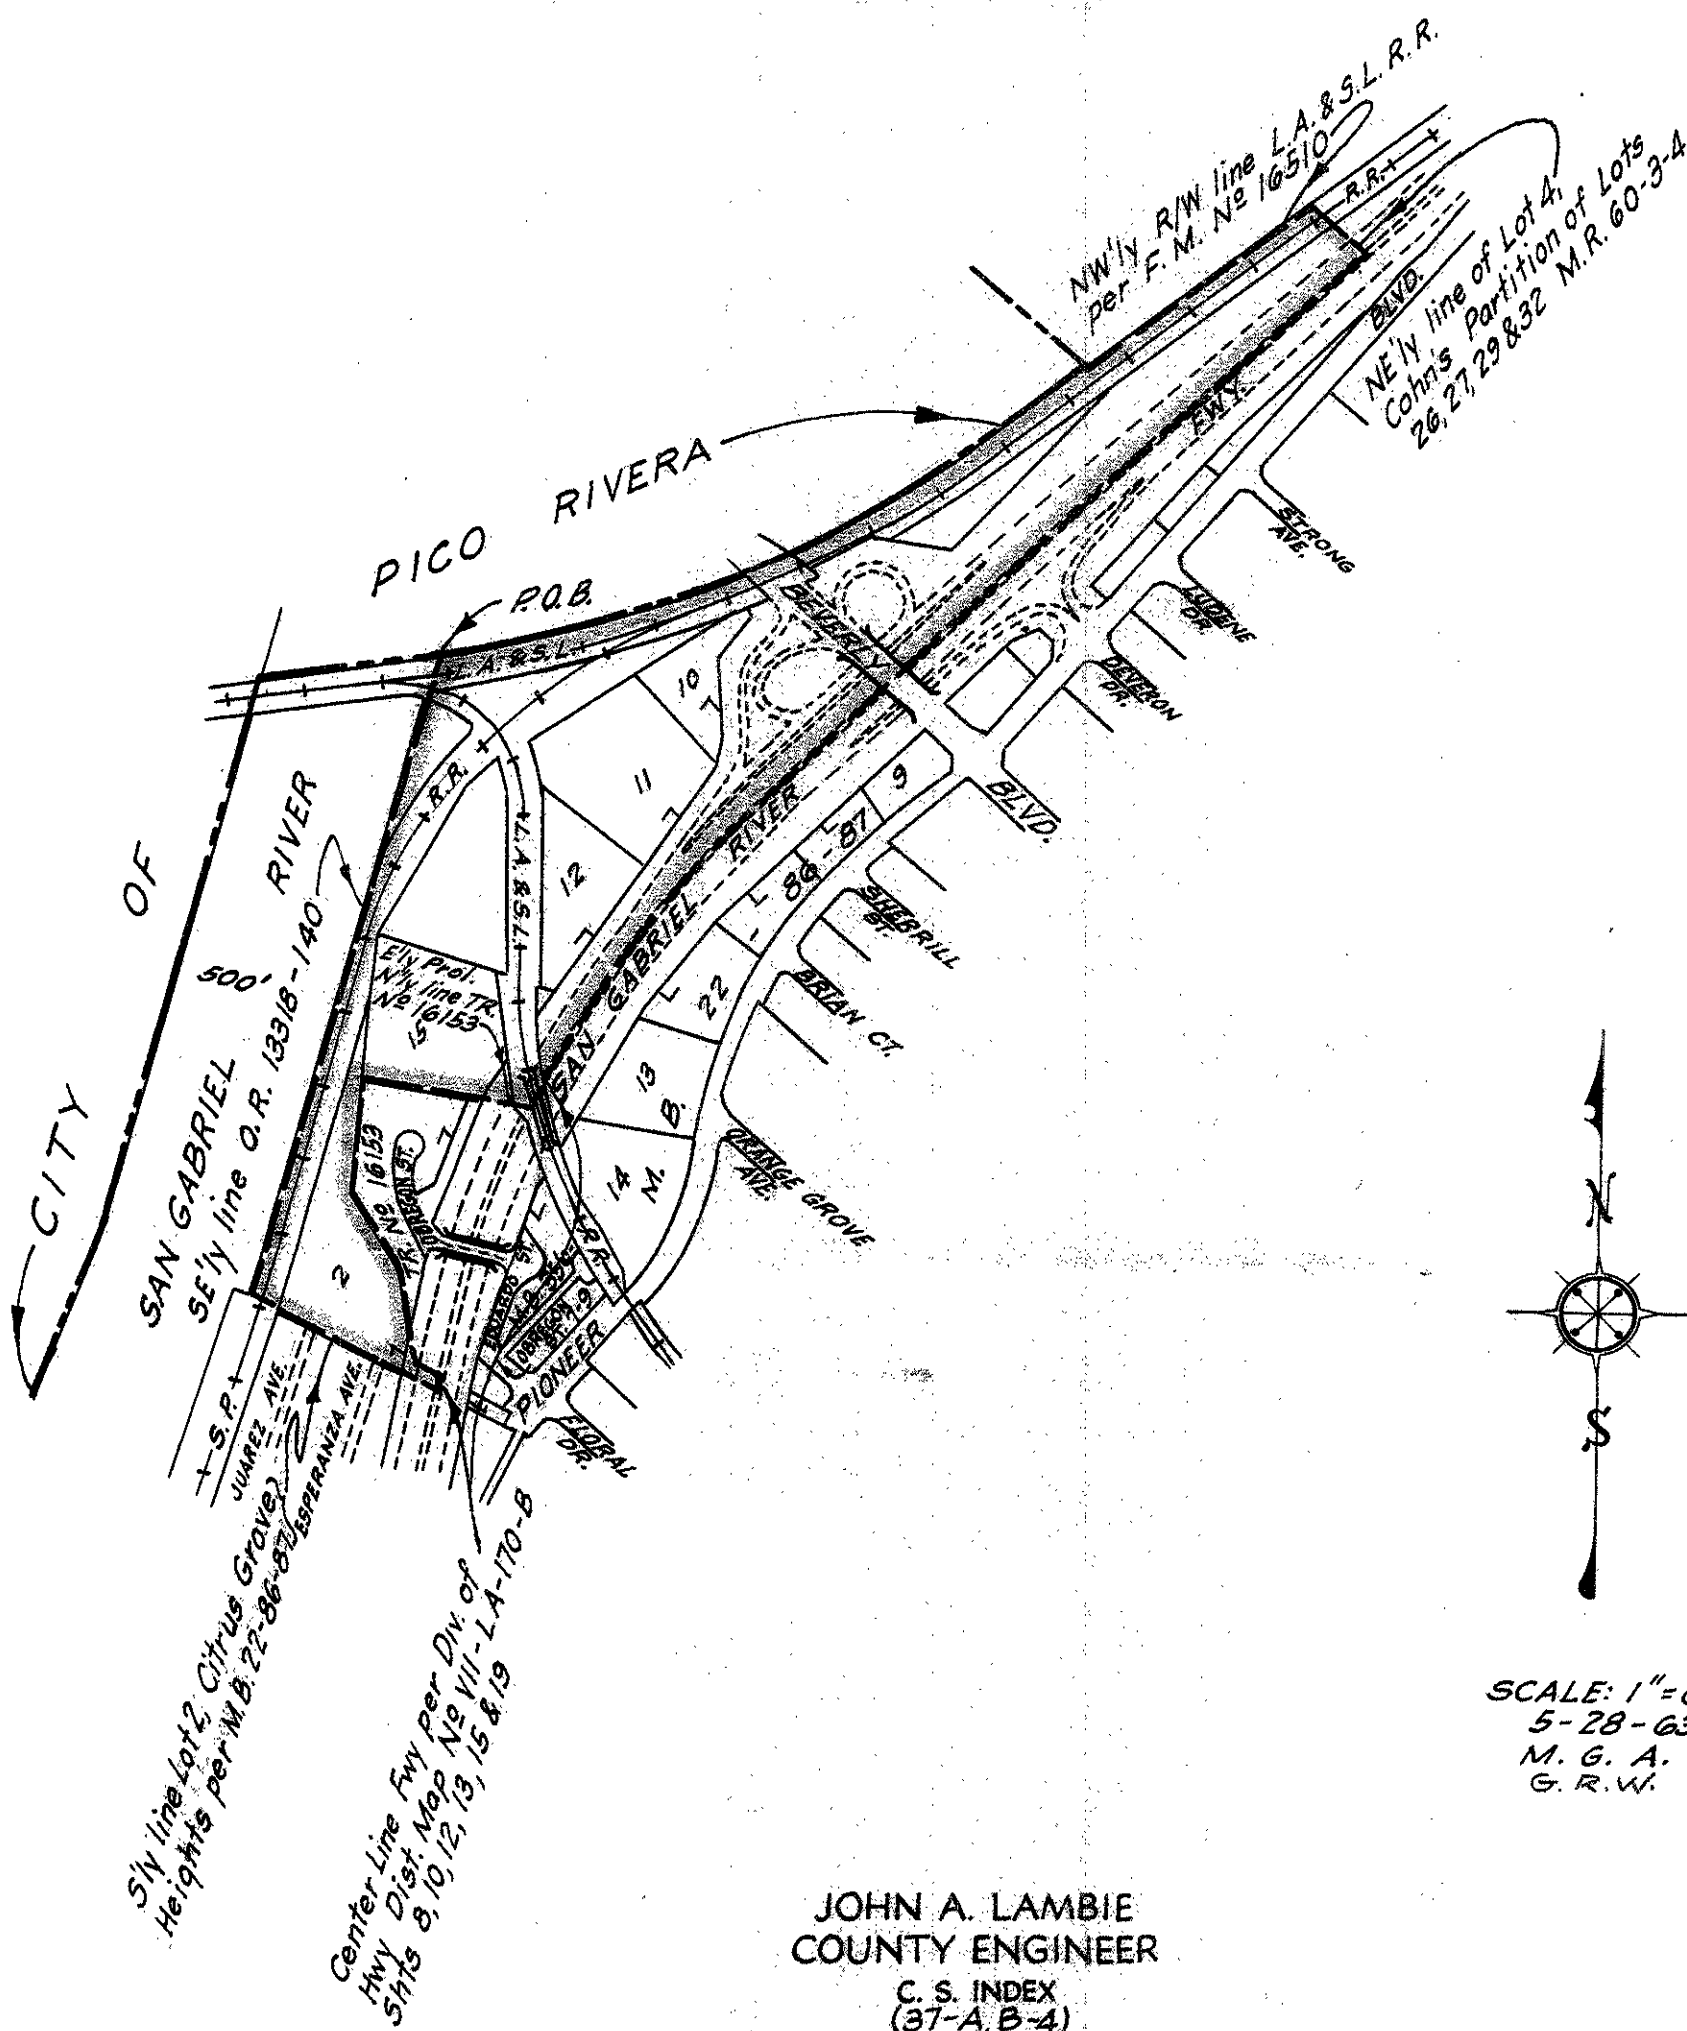 NW'ly R/W line L.A. & S.L. R.R.
per F. M. Nº 16510
R.R.
NE'ly line of Lot 4,
Cohn's Partition of Lots
26, 27, 29 & 32 M.R. 60-3-4
BLVD.
FWY.
STRONG
AVE.
PICO RIVERA
P.O.B.
L.A. & S.L.
BEVERLY
LUDENE
DR.
DEVERON
DR.
10
11
12
9
R.R.
L.A. & S.L.
RIVER
86-87
BLVD.
CITY OF
SAN GABRIEL RIVER
500'
SE'ly line O.R. 13318-140
E'ly Prol.
N'ly line TR.
Nº 16153
15
SAN GABRIEL
22
13
B.
14
M.
SHERRILL
ST.
BRIAN CT.
ORANGE GROVE
AVE.
TR. Nº 16153
OBREGON ST.
2
R.R.
OBREGON
ST.
PIONEER
FLORAL
DR.
S. P.
JUAREZ AVE.
ESPERANZA AVE.
S'ly line Lot 2, Citrus Grove
Heights per M.B. 22-86-87
Center Line Fwy per Div. of
Hwy Dist. Map Nº VII-LA-170-B
Shts 8, 10, 12, 13, 15 & 19
N
S
SCALE: 1"=
5-28-63
M. G. A.
G. R. W.
JOHN A. LAMBIE
COUNTY ENGINEER
C. S. INDEX
(37-A, B-4)